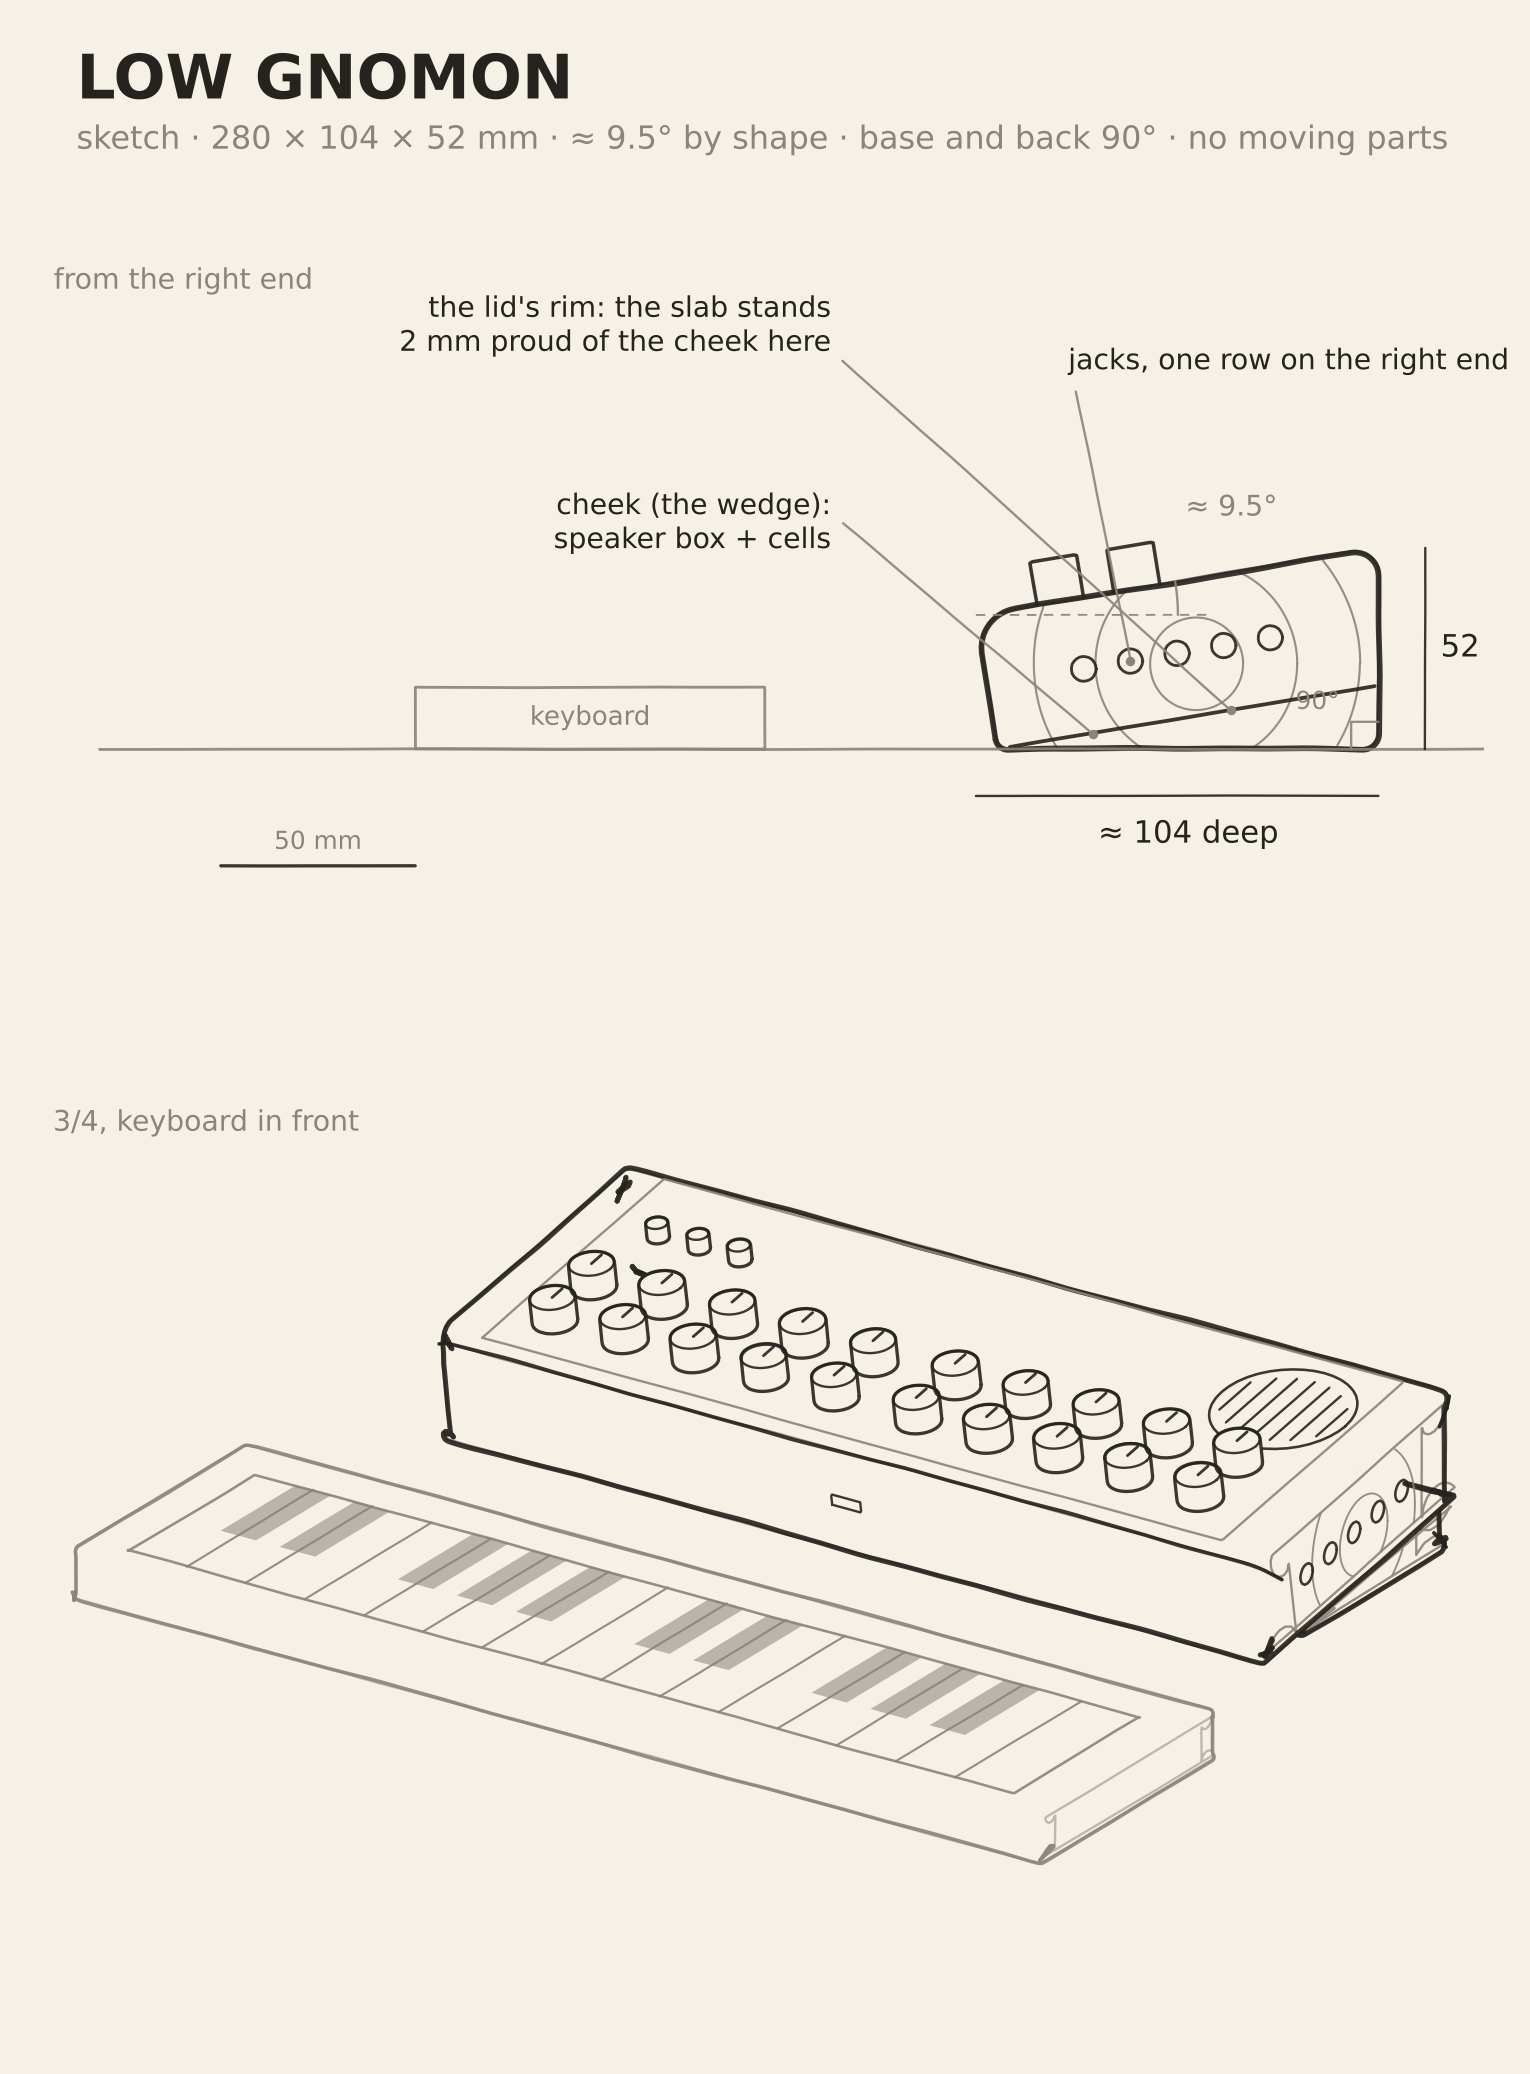 LOW GNOMON
sketch · 280 × 104 × 52 mm · ≈ 9.5° by shape · base and back 90° · no moving parts
from the right end
the lid's rim: the slab stands
2 mm proud of the cheek here
jacks, one row on the right end
cheek (the wedge):
speaker box + cells
≈ 9.5°
52
90°
keyboard
≈ 104 deep
50 mm
3/4, keyboard in front